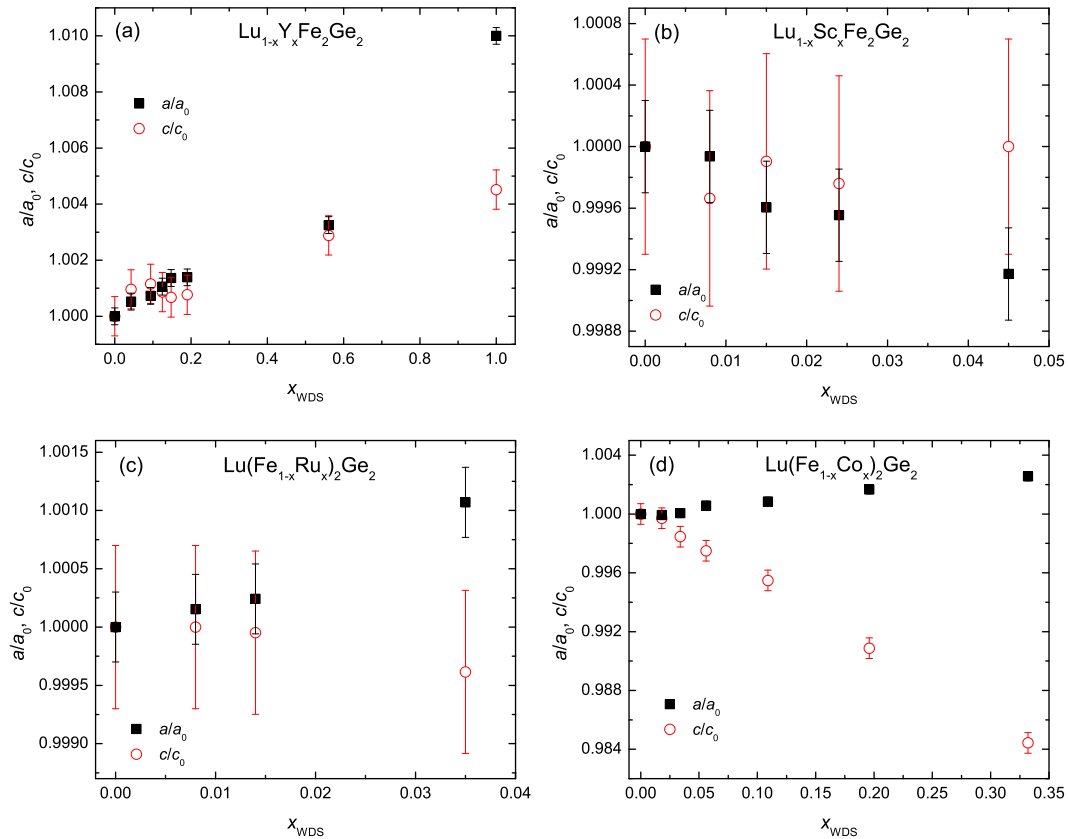 (a) Lu1-xYxFe2Ge2
a/a0
c/c0
1.010
1.008
1.006
1.004
1.002
1.000
a/a0, c/c0
0.0 0.2 0.4 0.6 0.8 1.0
xWDS
(b) Lu1-xScxFe2Ge2
a/a0
c/c0
1.0008
1.0004
1.0000
0.9996
0.9992
0.9988
a/a0, c/c0
0.00 0.01 0.02 0.03 0.04 0.05
xWDS
(c) Lu(Fe1-xRux)2Ge2
a/a0
c/c0
1.0015
1.0010
1.0005
1.0000
0.9995
0.9990
a/a0, c/c0
0.00 0.01 0.02 0.03 0.04
xWDS
(d) Lu(Fe1-xCox)2Ge2
a/a0
c/c0
1.004
1.000
0.996
0.992
0.988
0.984
a/a0, c/c0
0.00 0.05 0.10 0.15 0.20 0.25 0.30 0.35
xWDS